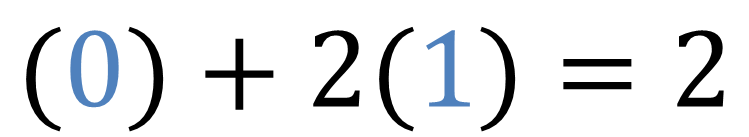 (0) + 2(1) = 2